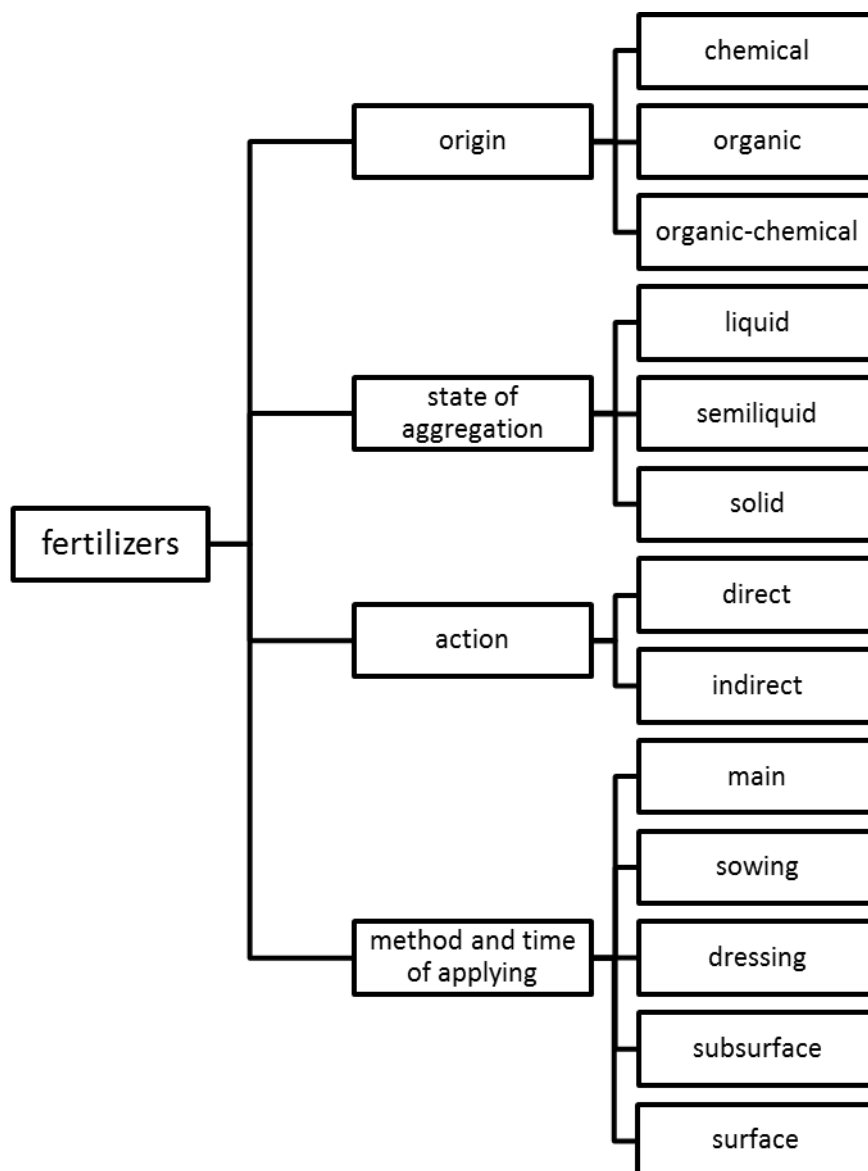 fertilizers
origin
chemical
organic
organic-chemical
state of
aggregation
liquid
semiliquid
solid
action
direct
indirect
method and time
of applying
main
sowing
dressing
subsurface
surface